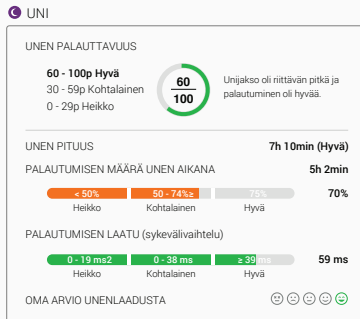 UNI
UNEN PALAUTTAVUUS
60 - 100p Hyvä
30 - 59p Kohtalainen
0 - 29p Heikko
60
100
Unijakso oli riittävän pitkä ja
palautuminen oli hyvää.
UNEN PITUUS 7h 10min (Hyvä)
PALAUTUMISEN MÄÄRÄ UNEN AIKANA 5h 2min
< 50% 50 - 74%≥ 75% 70%
Heikko Kohtalainen Hyvä
PALAUTUMISEN LAATU (sykevälivaihtelu)
0 - 19 ms2 0 - 38 ms ≥ 39 ms 59 ms
Heikko Kohtalainen Hyvä
OMA ARVIO UNENLAADUSTA